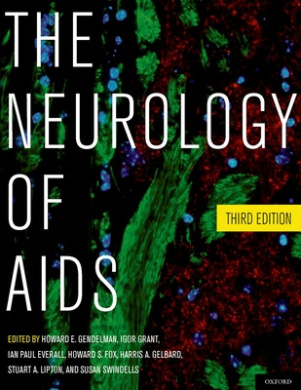 THE
NEUROLOGY
OF
AIDS
THIRD EDITION
EDITED BY HOWARD E. GENDELMAN, IGOR GRANT,
IAN PAUL EVERALL, HOWARD S. FOX, HARRIS A. GELBARD,
STUART A. LIPTON, AND SUSAN SWINDELLS
OXFORD